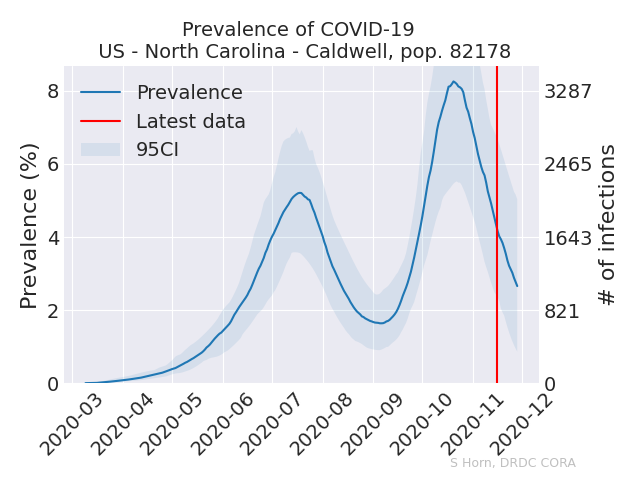 Prevalence of COVID-19
US - North Carolina - Caldwell, pop. 82178
Prevalence
Latest data
95CI
Prevalence (%)
8
6
4
2
0
3287
2465
1643
821
0
# of infections
2020-03
2020-04
2020-05
2020-06
2020-07
2020-08
2020-09
2020-10
2020-11
2020-12
S Horn, DRDC CORA